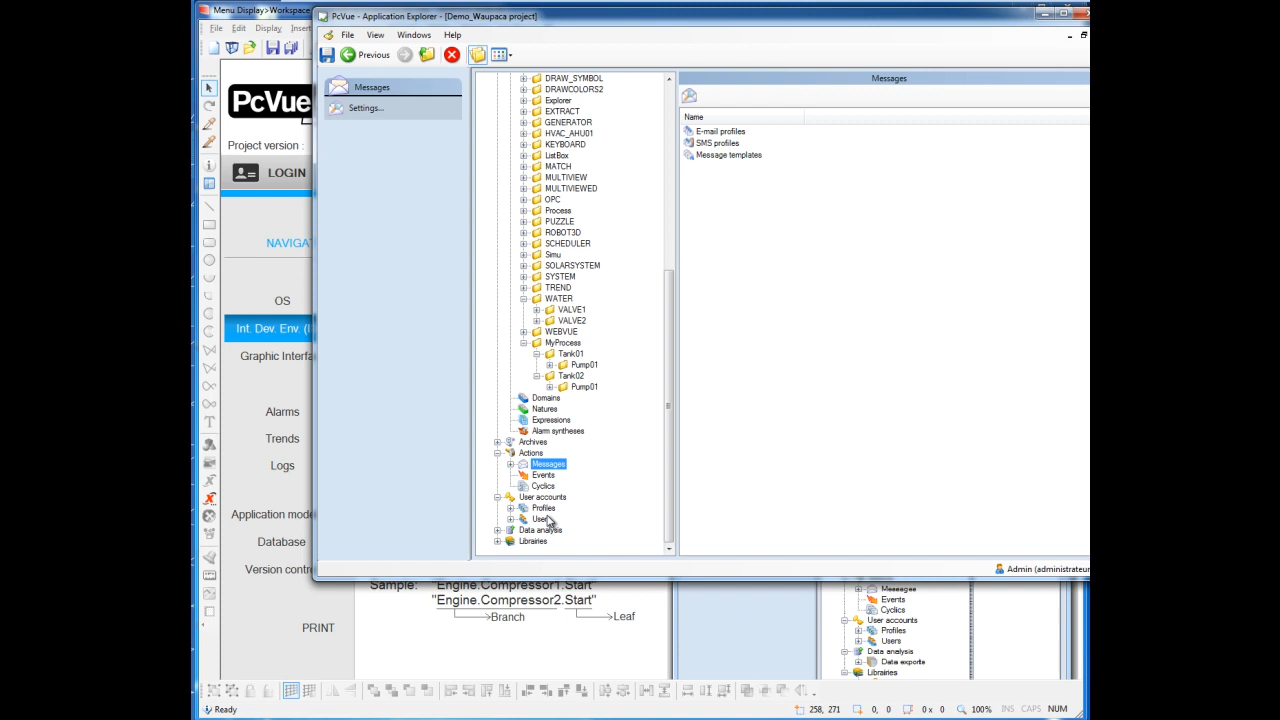 Menu Display>Workspace
File Edit Display Insert
PcVue
Project version :
LOGIN
NAVIGAT
OS
Int. Dev. Env. (I
Graphic Interfa
Alarms
Trends
Logs
Application mode
Database
Version contr
PRINT
PcVue - Application Explorer - [Demo_Waupaca project]
File View Windows Help
Previous
Messages
Settings...
DRAW_SYMBOL
DRAWCOLORS2
Explorer
EXTRACT
GENERATOR
HVAC_AHU01
KEYBOARD
ListBox
MATCH
MULTIVIEW
MULTIVIEWED
OPC
Process
PUZZLE
ROBOT3D
SCHEDULER
Simu
SOLARSYSTEM
SYSTEM
TREND
WATER
VALVE1
VALVE2
WEBVUE
MyProcess
Tank01
Pump01
Tank02
Pump01
Domains
Natures
Expressions
Alarm syntheses
Archives
Actions
Messages
Events
Cyclics
User accounts
Profiles
Users
Data analysis
Libraries
Messages
Name
E-mail profiles
SMS profiles
Message templates
Admin (administrateur
Sample: "Engine.Compressor1.Start"
"Engine.Compressor2.Start"
Branch Leaf
Messages
Events
Cyclics
User accounts
Profiles
Users
Data analysis
Data exports
Libraries
Ready
258, 271 0, 0 0 x 0 100% INS CAPS NUM